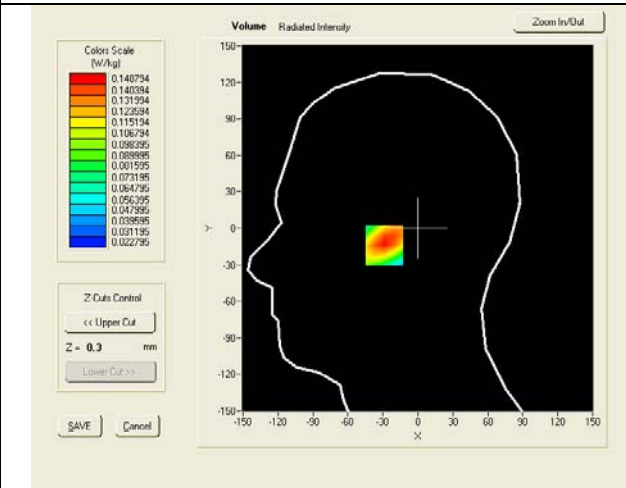 Volume Radiated Intensity
Zoom In/Out
Colors Scale
(W/kg)
0.148794
0.140394
0.131994
0.123594
0.115194
0.106794
0.098395
0.089995
0.081595
0.073195
0.064795
0.056395
0.047995
0.039595
0.031195
0.022795
Z-Cuts Control
<< Upper Cut
Z = 0.3 mm
Lower Cut >>
SAVE Cancel
150
120
90
60
30
0
-30
-60
-90
-120
-150
Y
-150 -120 -90 -60 -30 0 30 60 90 120 150
X